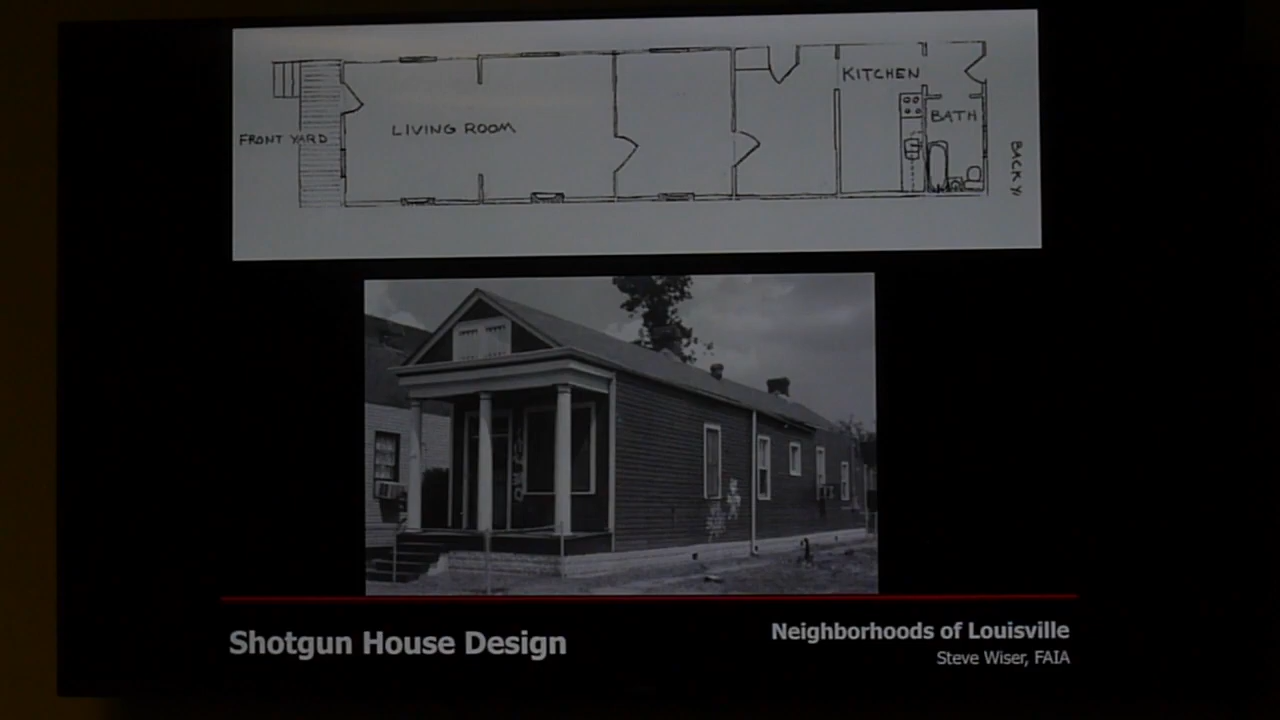 KITCHEN
BATH
LIVING ROOM
FRONT YARD
BACK Y
Shotgun House Design
Neighborhoods of Louisville
Steve Wiser, FAIA